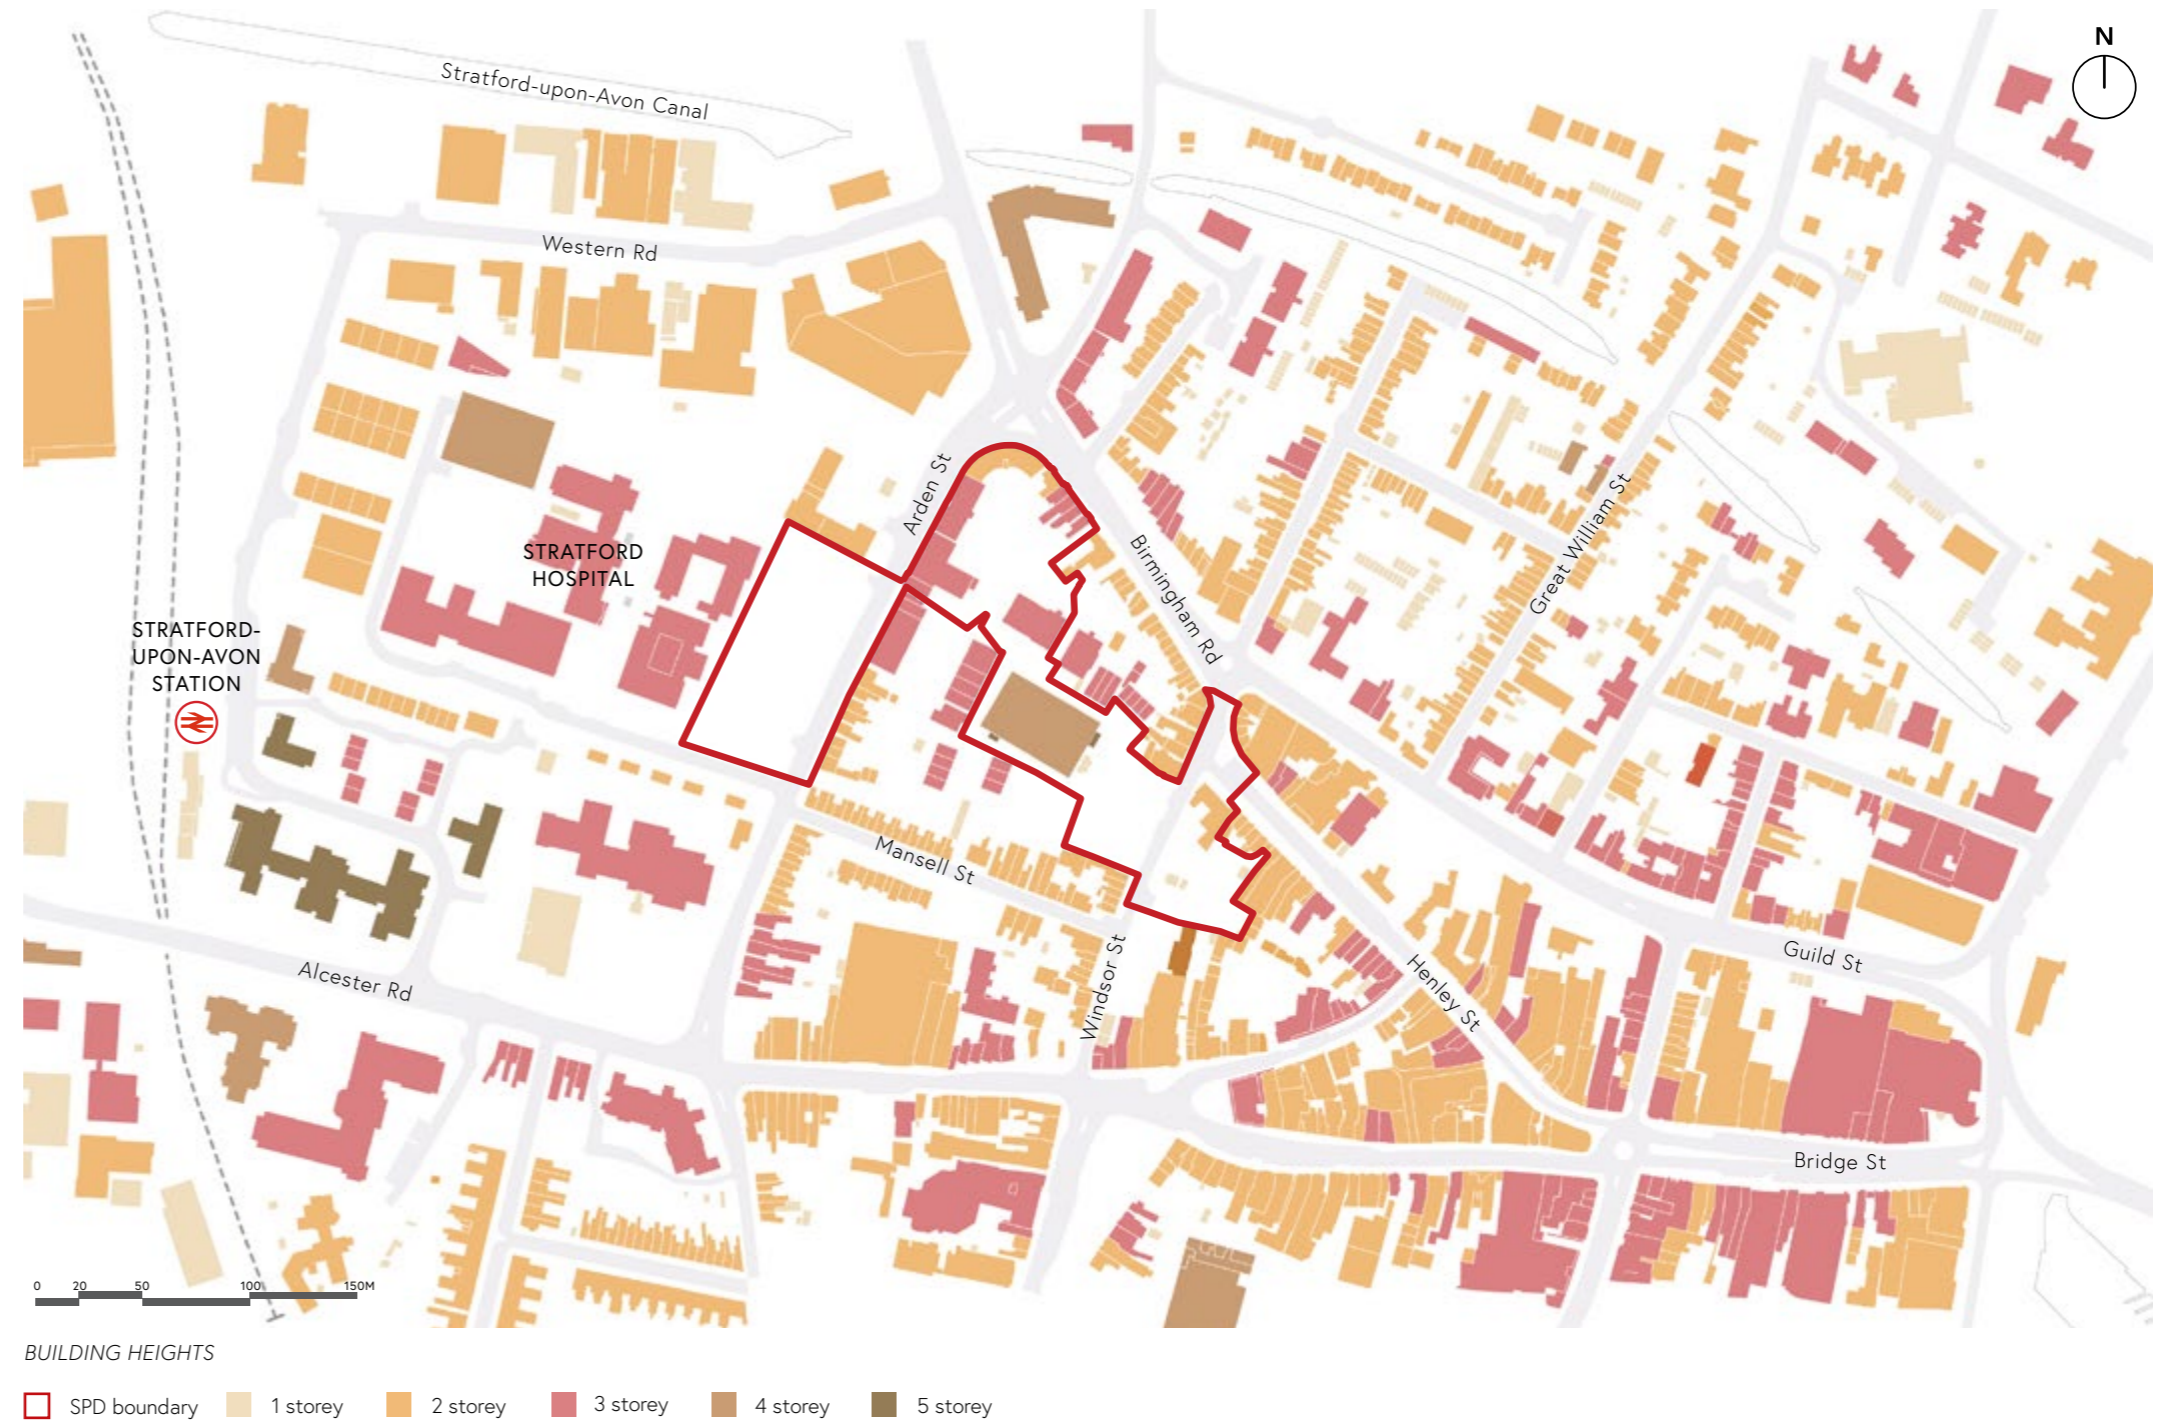 N
Stratford-upon-Avon Canal
Western Rd
Arden St
STRATFORD
HOSPITAL
Birmingham Rd
Great William St
STRATFORD-
UPON-AVON
STATION
Mansell St
Alcester Rd
Windsor St
Henley St
Guild St
Bridge St
0 20 50 100 150M
BUILDING HEIGHTS
SPD boundary 1 storey 2 storey 3 storey 4 storey 5 storey